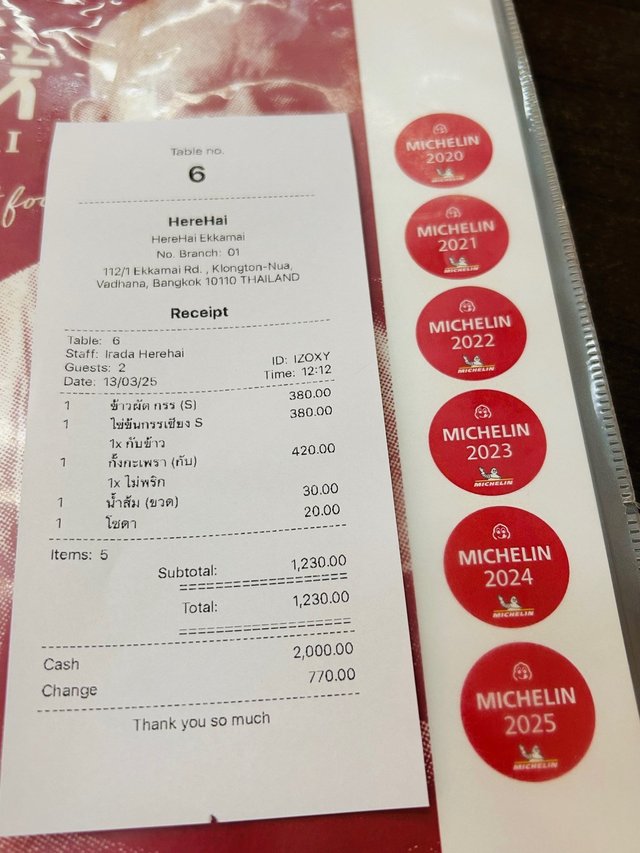 Table no.
6
HereHai
HereHai Ekkamai
No. Branch: 01
112/1 Ekkamai Rd. , Klongton-Nua,
Vadhana, Bangkok 10110 THAILAND
Receipt
Table: 6
Staff: Irada Herehai
Guests: 2 ID: IZOXY
Date: 13/03/25 Time: 12:12
1 ข้าวผัด กรร (S) 380.00
1 ไข่ข้นกรรเชียง S 380.00
1x กับข้าว
1 กั้งกะเพรา (กับ) 420.00
1x ไม่พริก
1 น้ำส้ม (ขวด) 30.00
1 โซดา 20.00
Items: 5
Subtotal: 1,230.00
Total: 1,230.00
Cash 2,000.00
Change 770.00
Thank you so much
MICHELIN
2020
MICHELIN
MICHELIN
2021
MICHELIN
MICHELIN
2022
MICHELIN
MICHELIN
2023
MICHELIN
MICHELIN
2024
MICHELIN
MICHELIN
2025
MICHELIN